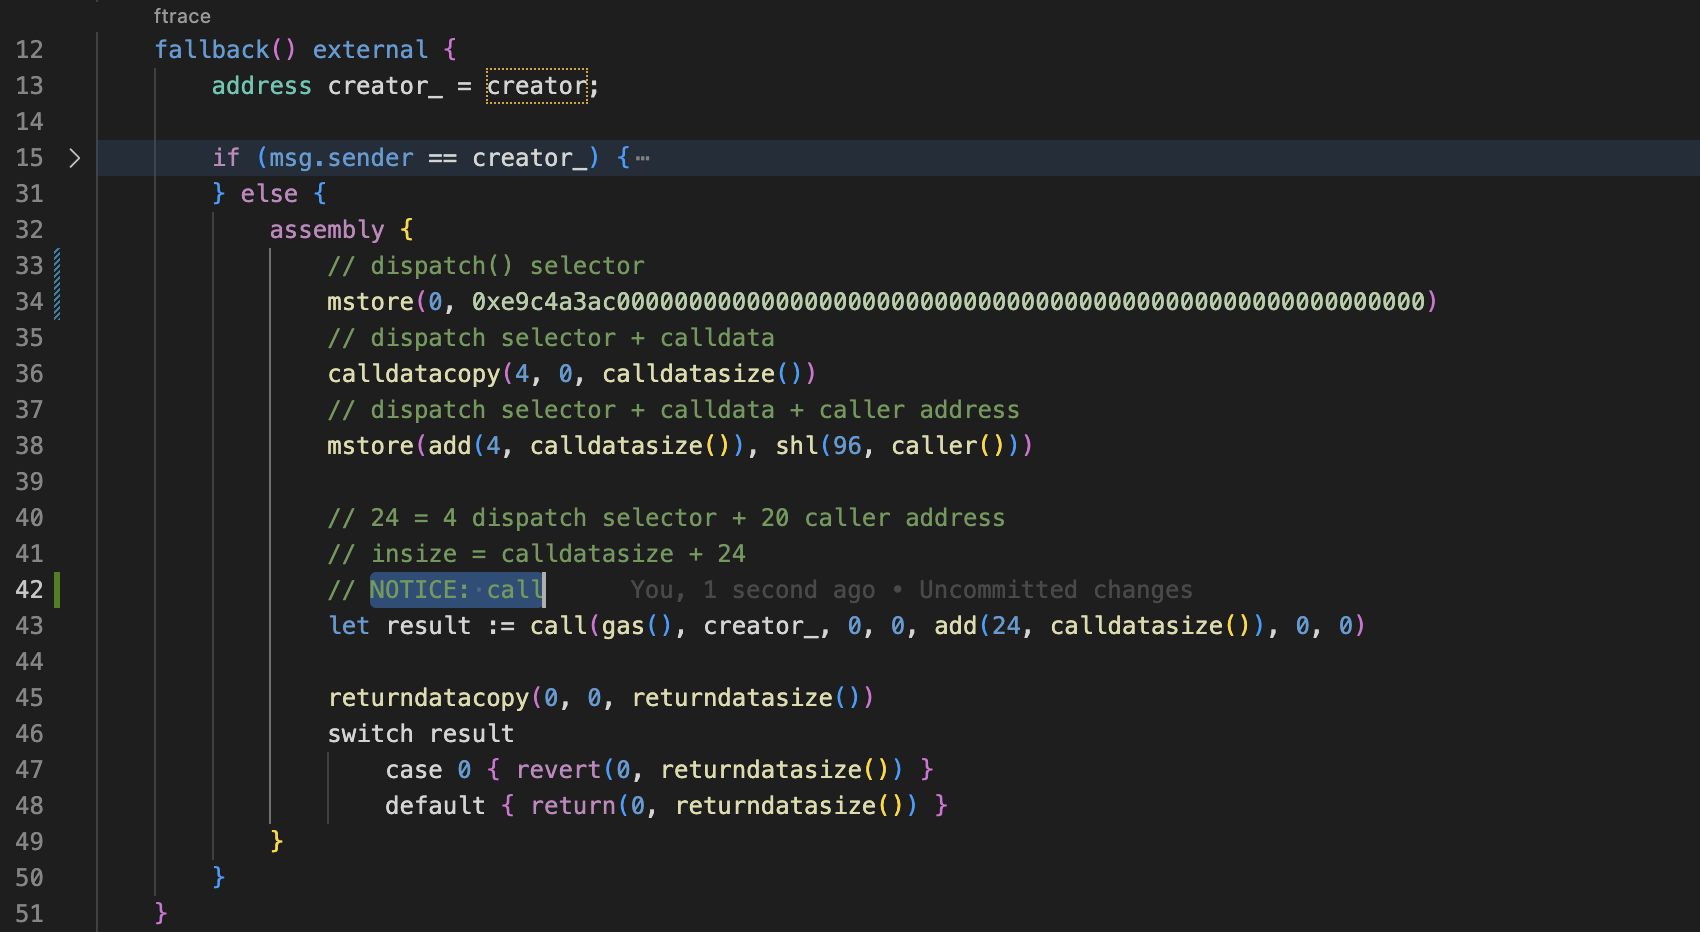 ftrace
12 fallback() external {
13 address creator_ = creator;
14
15 if (msg.sender == creator_) {⋯
31 } else {
32 assembly {
33 // dispatch() selector
34 mstore(0, 0xe9c4a3ac00000000000000000000000000000000000000000000000000000000)
35 // dispatch selector + calldata
36 calldatacopy(4, 0, calldatasize())
37 // dispatch selector + calldata + caller address
38 mstore(add(4, calldatasize()), shl(96, caller()))
39
40 // 24 = 4 dispatch selector + 20 caller address
41 // insize = calldatasize + 24
42 // NOTICE: call You, 1 second ago • Uncommitted changes
43 let result := call(gas(), creator_, 0, 0, add(24, calldatasize()), 0, 0)
44
45 returndatacopy(0, 0, returndatasize())
46 switch result
47 case 0 { revert(0, returndatasize()) }
48 default { return(0, returndatasize()) }
49 }
50 }
51 }